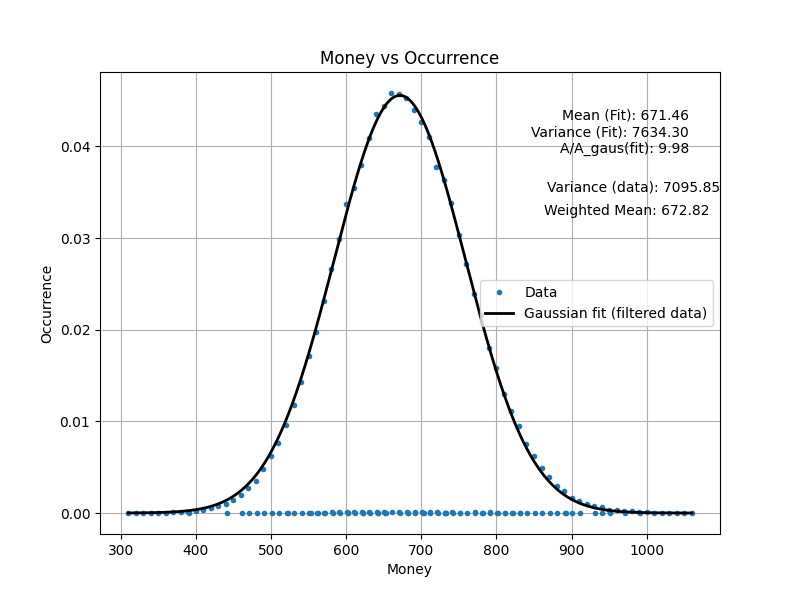 Money vs Occurrence
Mean (Fit): 671.46
Variance (Fit): 7634.30
A/A_gaus(fit): 9.98
Variance (data): 7095.85
Weighted Mean: 672.82
Data
Gaussian fit (filtered data)
Occurrence
0.04
0.03
0.02
0.01
0.00
300 400 500 600 700 800 900 1000
Money